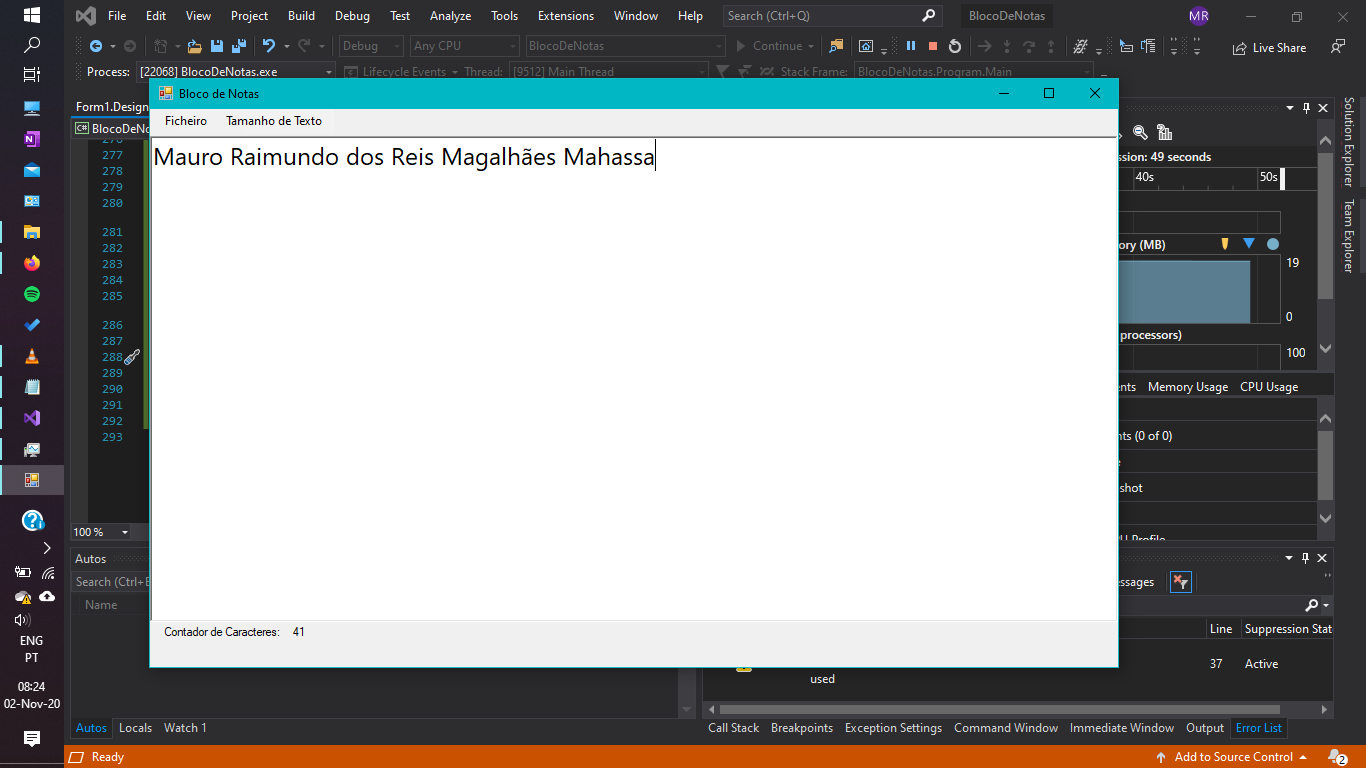 File Edit View Project Build Debug Test Analyze Tools Extensions Window Help Search (Ctrl+Q) BlocoDeNotas MR
Debug Any CPU BlocoDeNotas Continue Live Share
Process: [22068] BlocoDeNotas.exe Lifecycle Events Thread: [9512] Main Thread Stack Frame: BlocoDeNotas.Program.Main
Form1.Design
BlocoDeNo
Bloco de Notas
Ficheiro Tamanho de Texto
Mauro Raimundo dos Reis Magalhães Mahassa
Contador de Caracteres: 41
276
277
278
279
280
281
282
283
284
285
286
287
288
289
290
291
292
293
100 %
ssion: 49 seconds
40s 50s
ory (MB)
19
0
processors)
100
ents Memory Usage CPU Usage
nts (0 of 0)
e
shot
U Profile
Solution Explorer
Team Explorer
Autos
Search (Ctrl+E
Name
Autos Locals Watch 1
essages
Line Suppression Stat
37 Active
used
Call Stack Breakpoints Exception Settings Command Window Immediate Window Output Error List
Ready Add to Source Control 2
ENG
PT
08:24
02-Nov-20